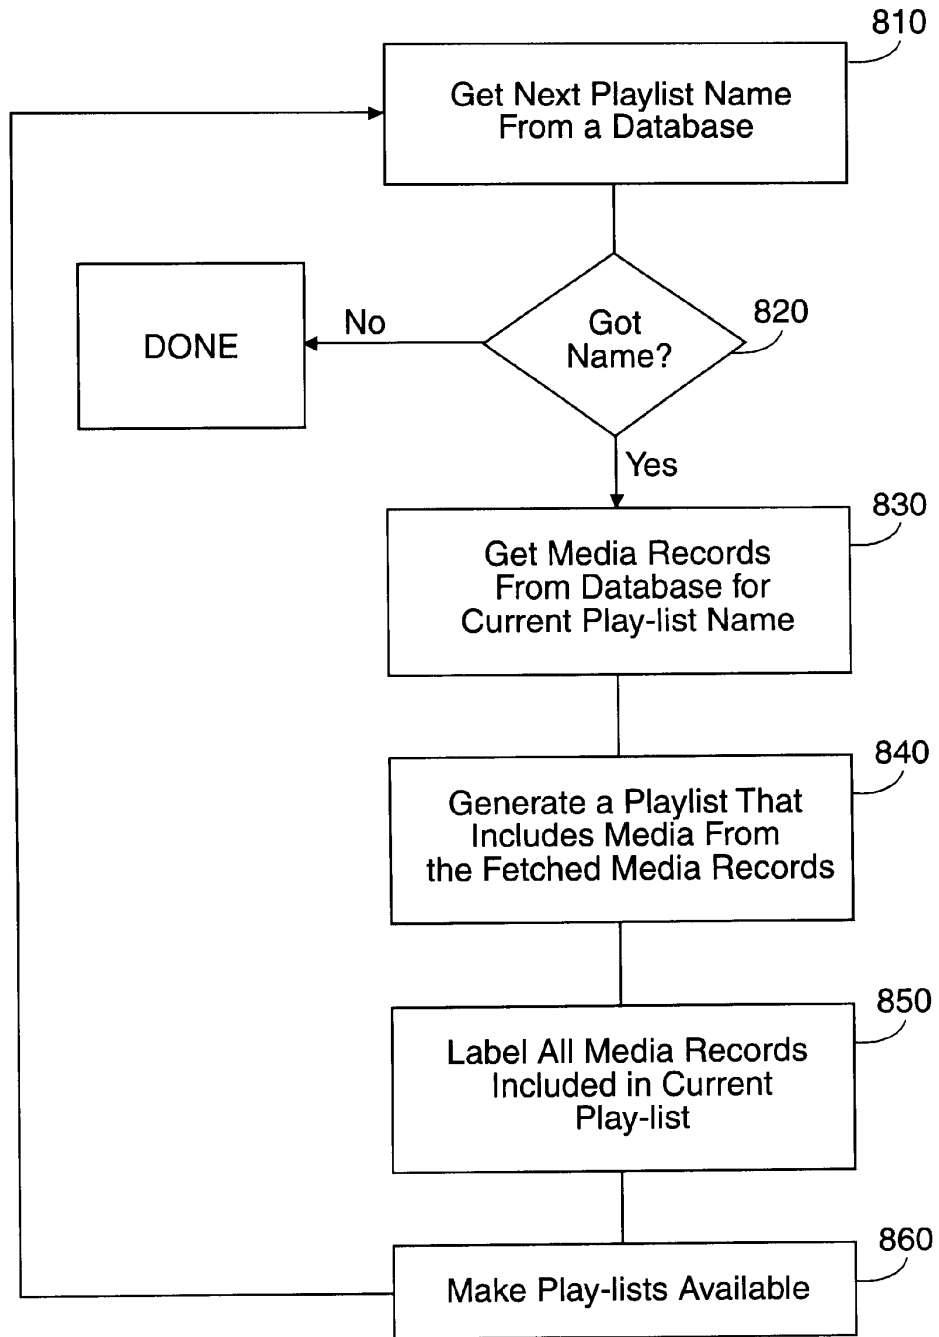 810
Get Next Playlist Name
From a Database
820
Got
Name?
No
DONE
Yes
830
Get Media Records
From Database for
Current Play-list Name
840
Generate a Playlist That
Includes Media From
the Fetched Media Records
850
Label All Media Records
Included in Current
Play-list
860
Make Play-lists Available